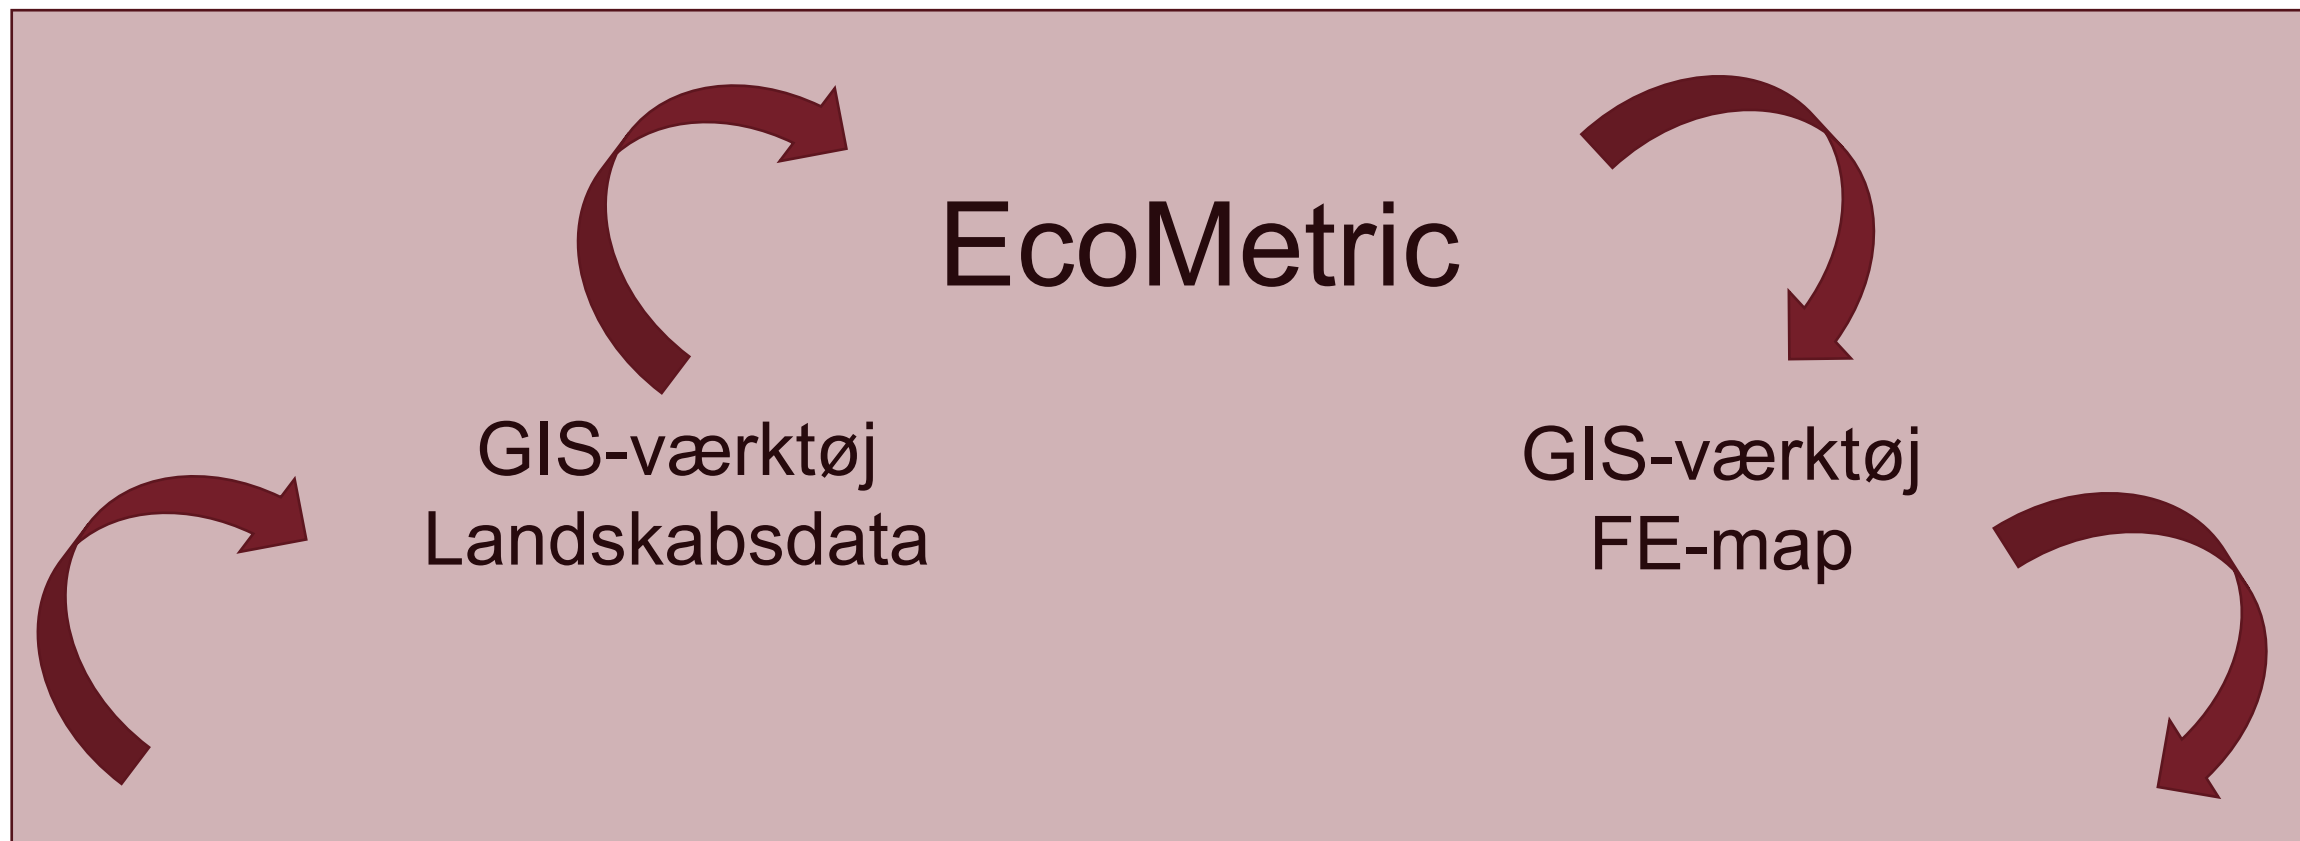 EcoMetric
GIS-værktøj
Landskabsdata
GIS-værktøj
FE-map